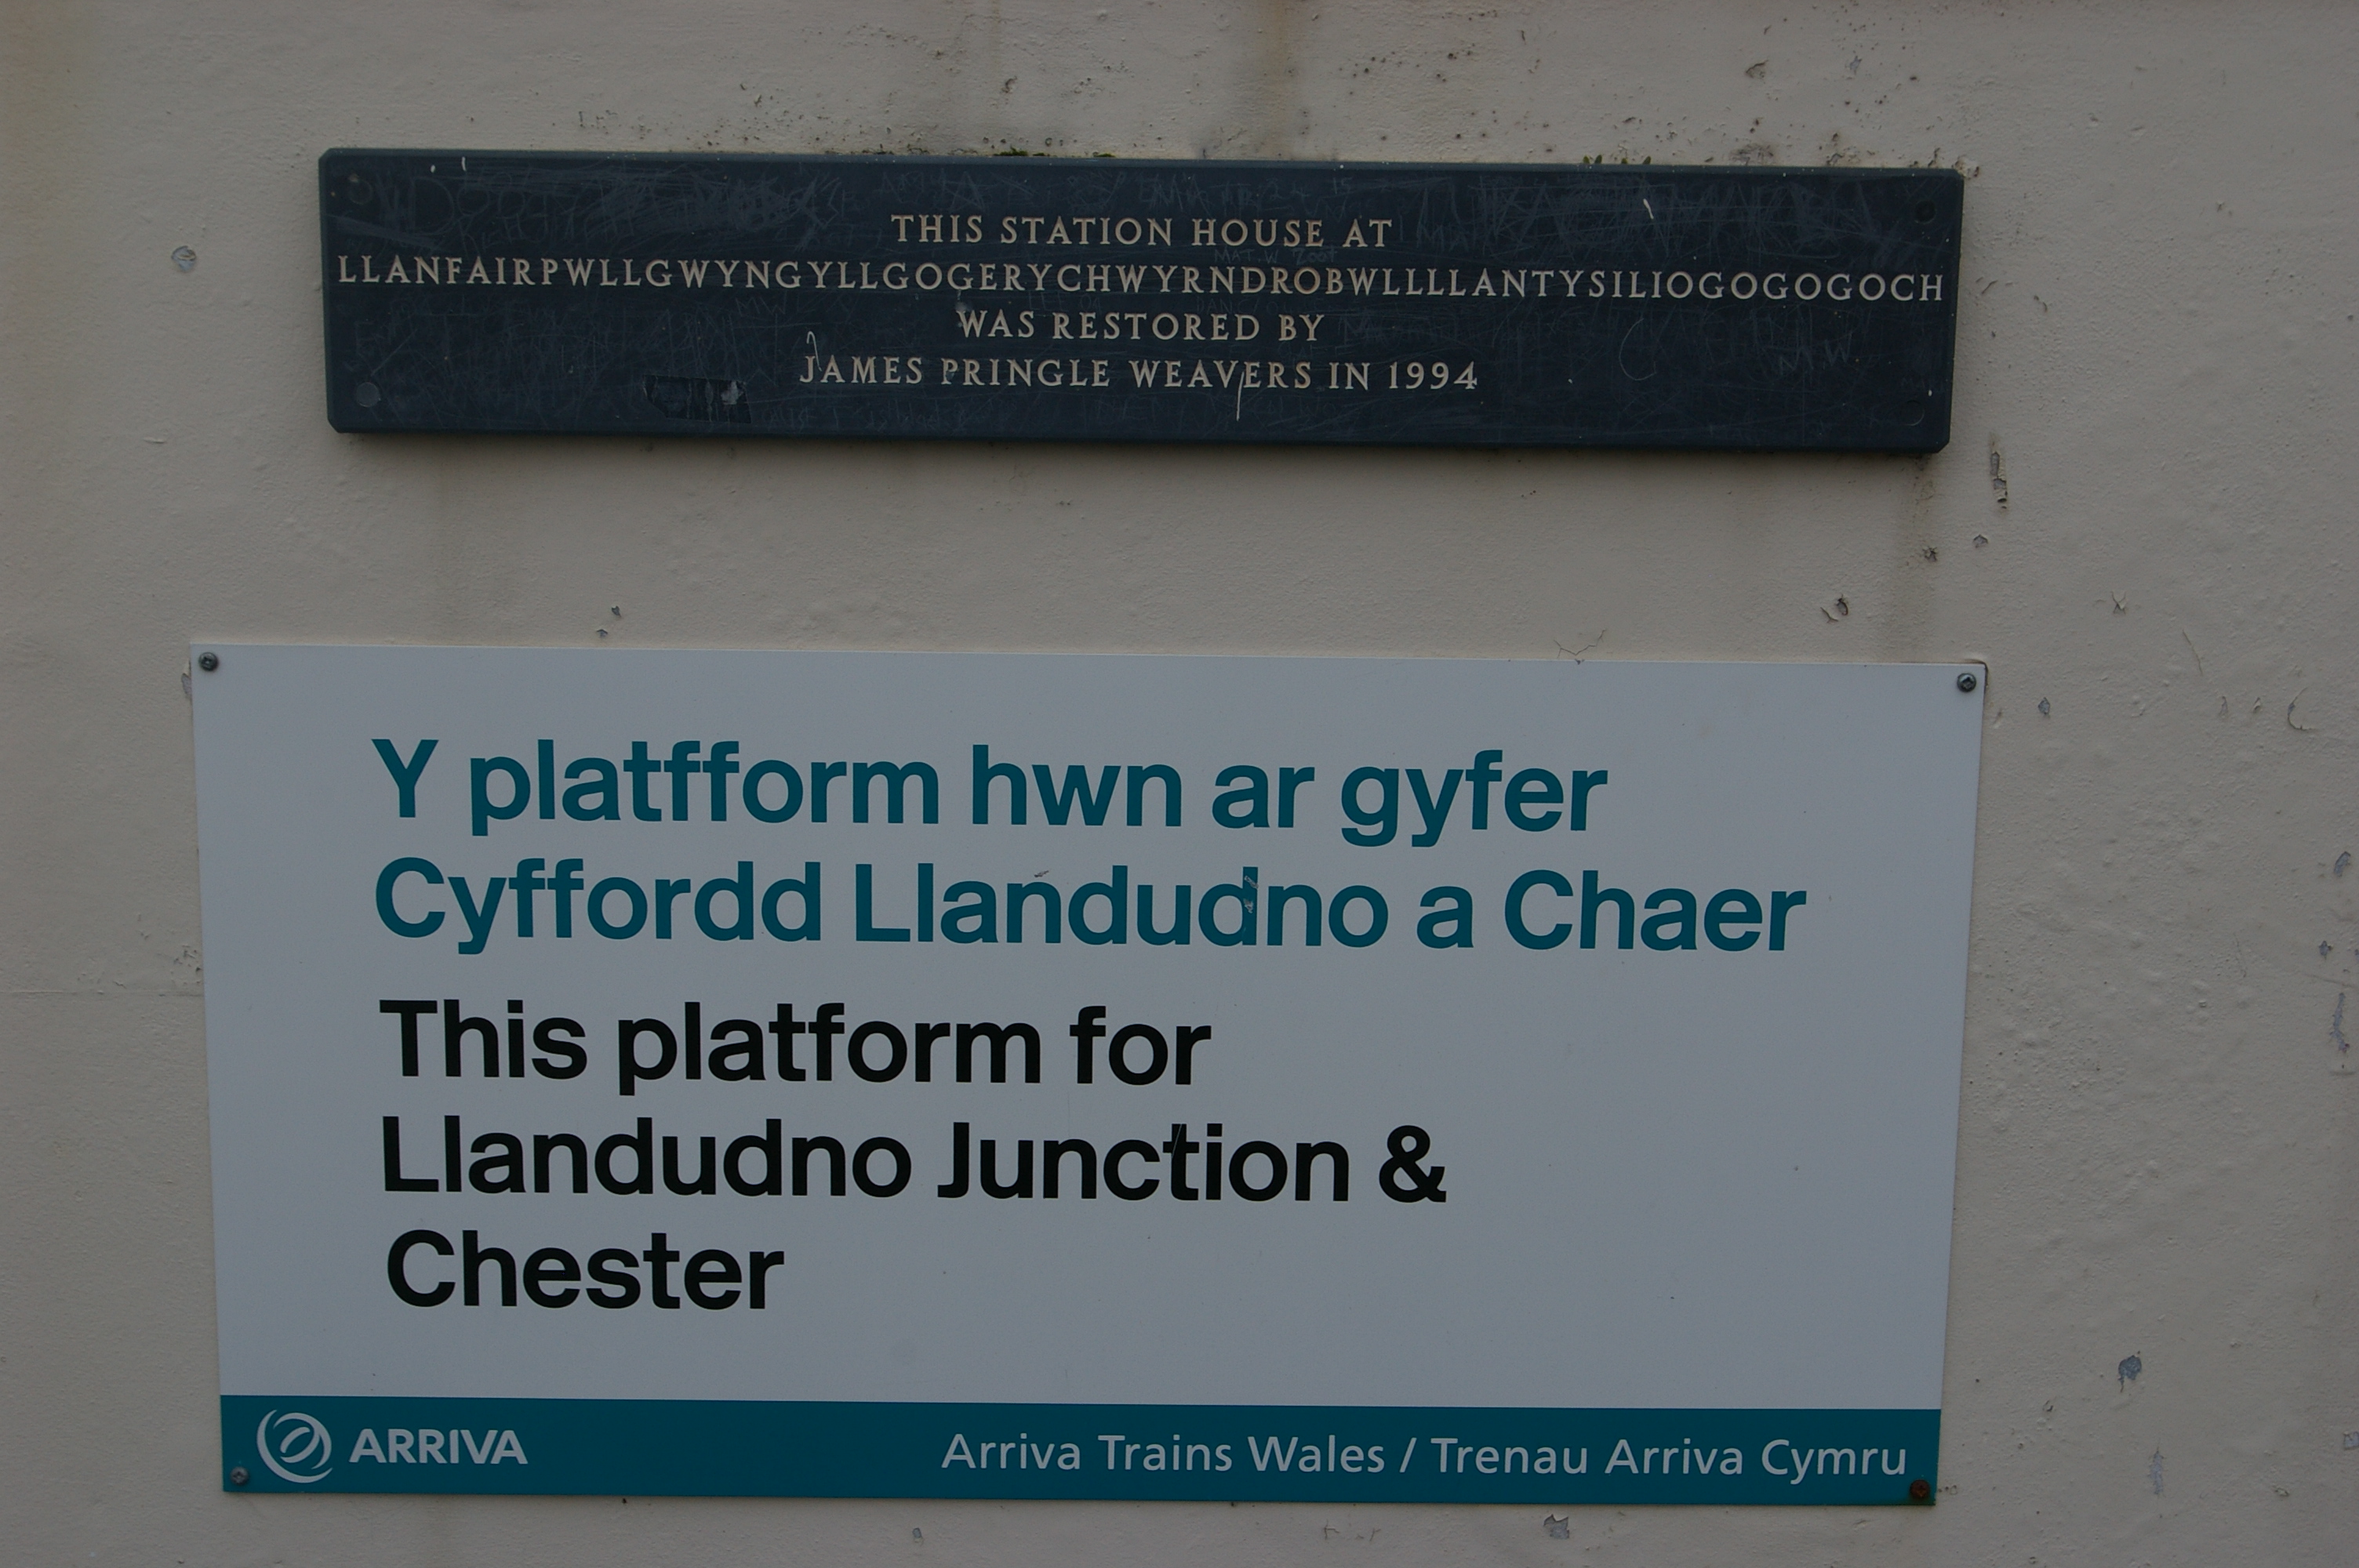 THIS STATION HOUSE AT
LLANFAIRPWLLGWYNGYLLGOGERYCHWYRNDROBWLLLLANTYSILIOGOGOGOCH
WAS RESTORED BY
JAMES PRINGLE WEAVERS IN 1994
Y platfform hwn ar gyfer
Cyffordd Llandudno a Chaer
This platform for
Llandudno Junction &
Chester
ARRIVA Arriva Trains Wales / Trenau Arriva Cymru